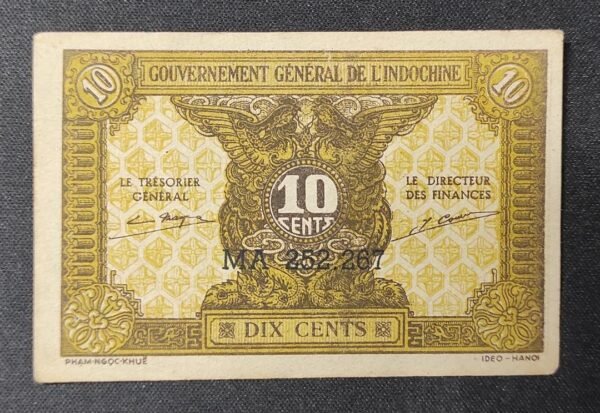 10 GOUVERNEMENT GÉNÉRAL DE L'INDOCHINE 10
LE TRÉSORIER
GÉNÉRAL
10
CENTS
LE DIRECTEUR
DES FINANCES
MA 252.267
DIX CENTS
PHAM-NGOC-KHUÊ
IDEO-HANOI